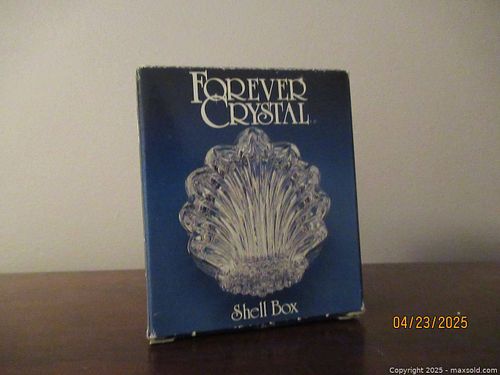 FOREVER
CRYSTAL
Shell Box
04/23/2025
Copyright 2025 - maxsold.com